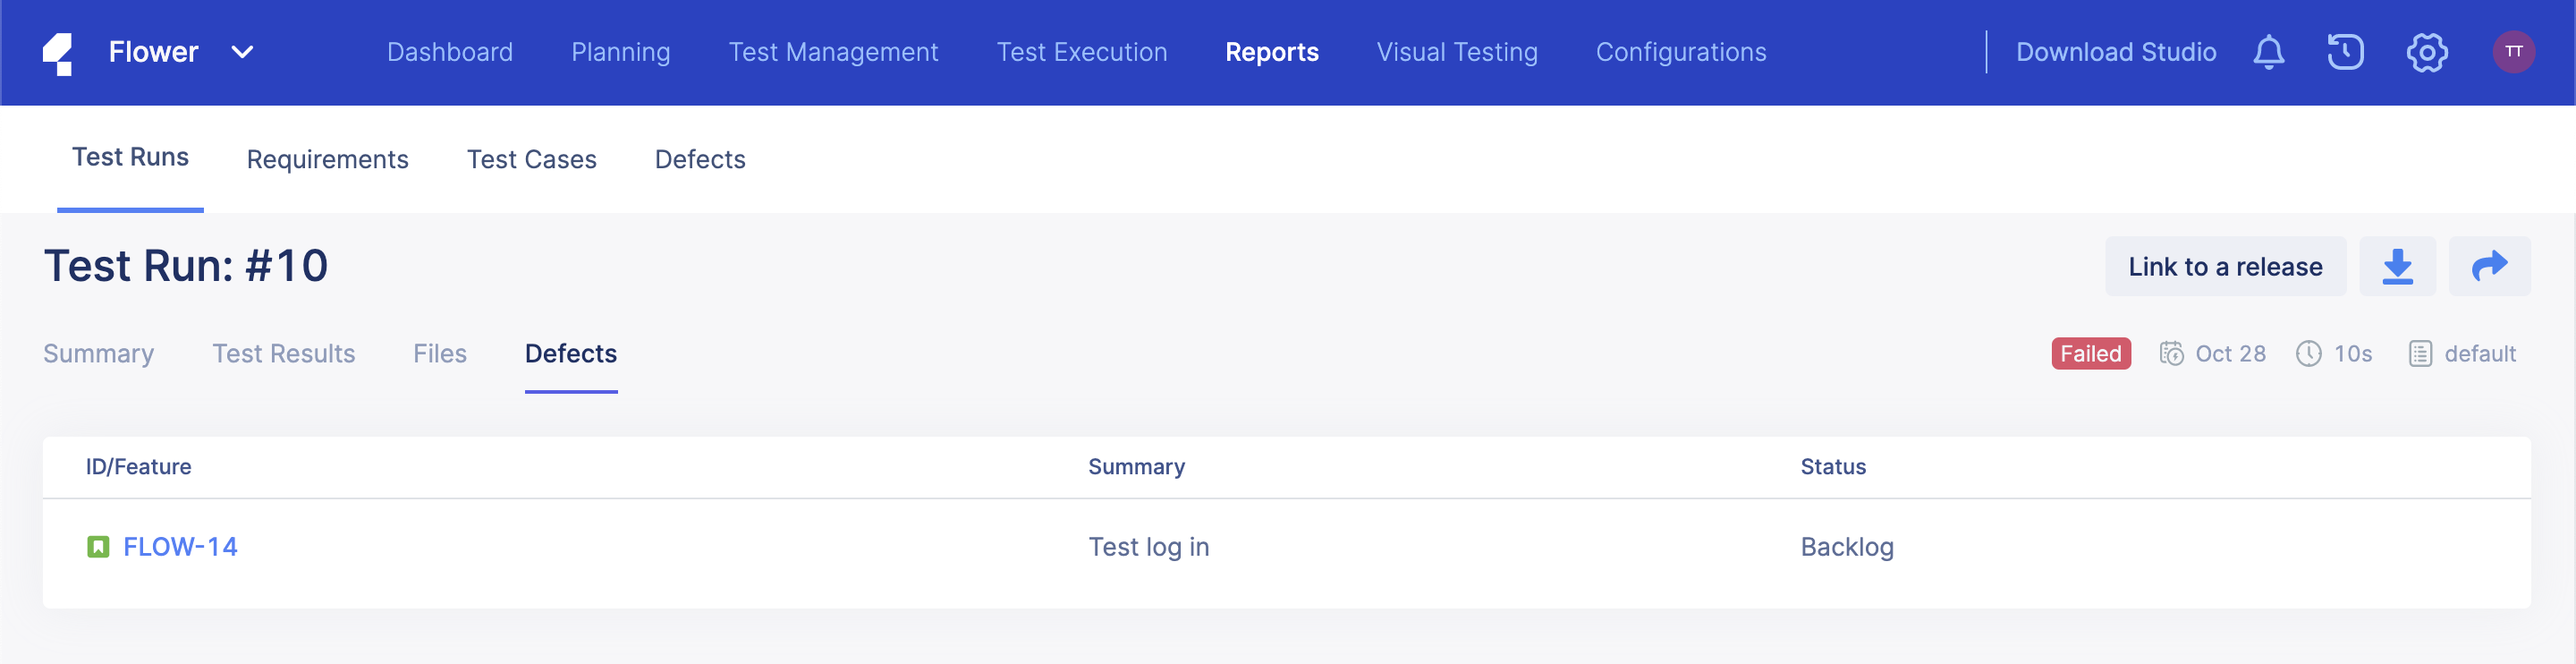 Flower Dashboard Planning Test Management Test Execution Reports Visual Testing Configurations Download Studio TT
Test Runs Requirements Test Cases Defects
Test Run: #10 Link to a release
Summary Test Results Files Defects Failed Oct 28 10s default
ID/Feature Summary Status
FLOW-14 Test log in Backlog